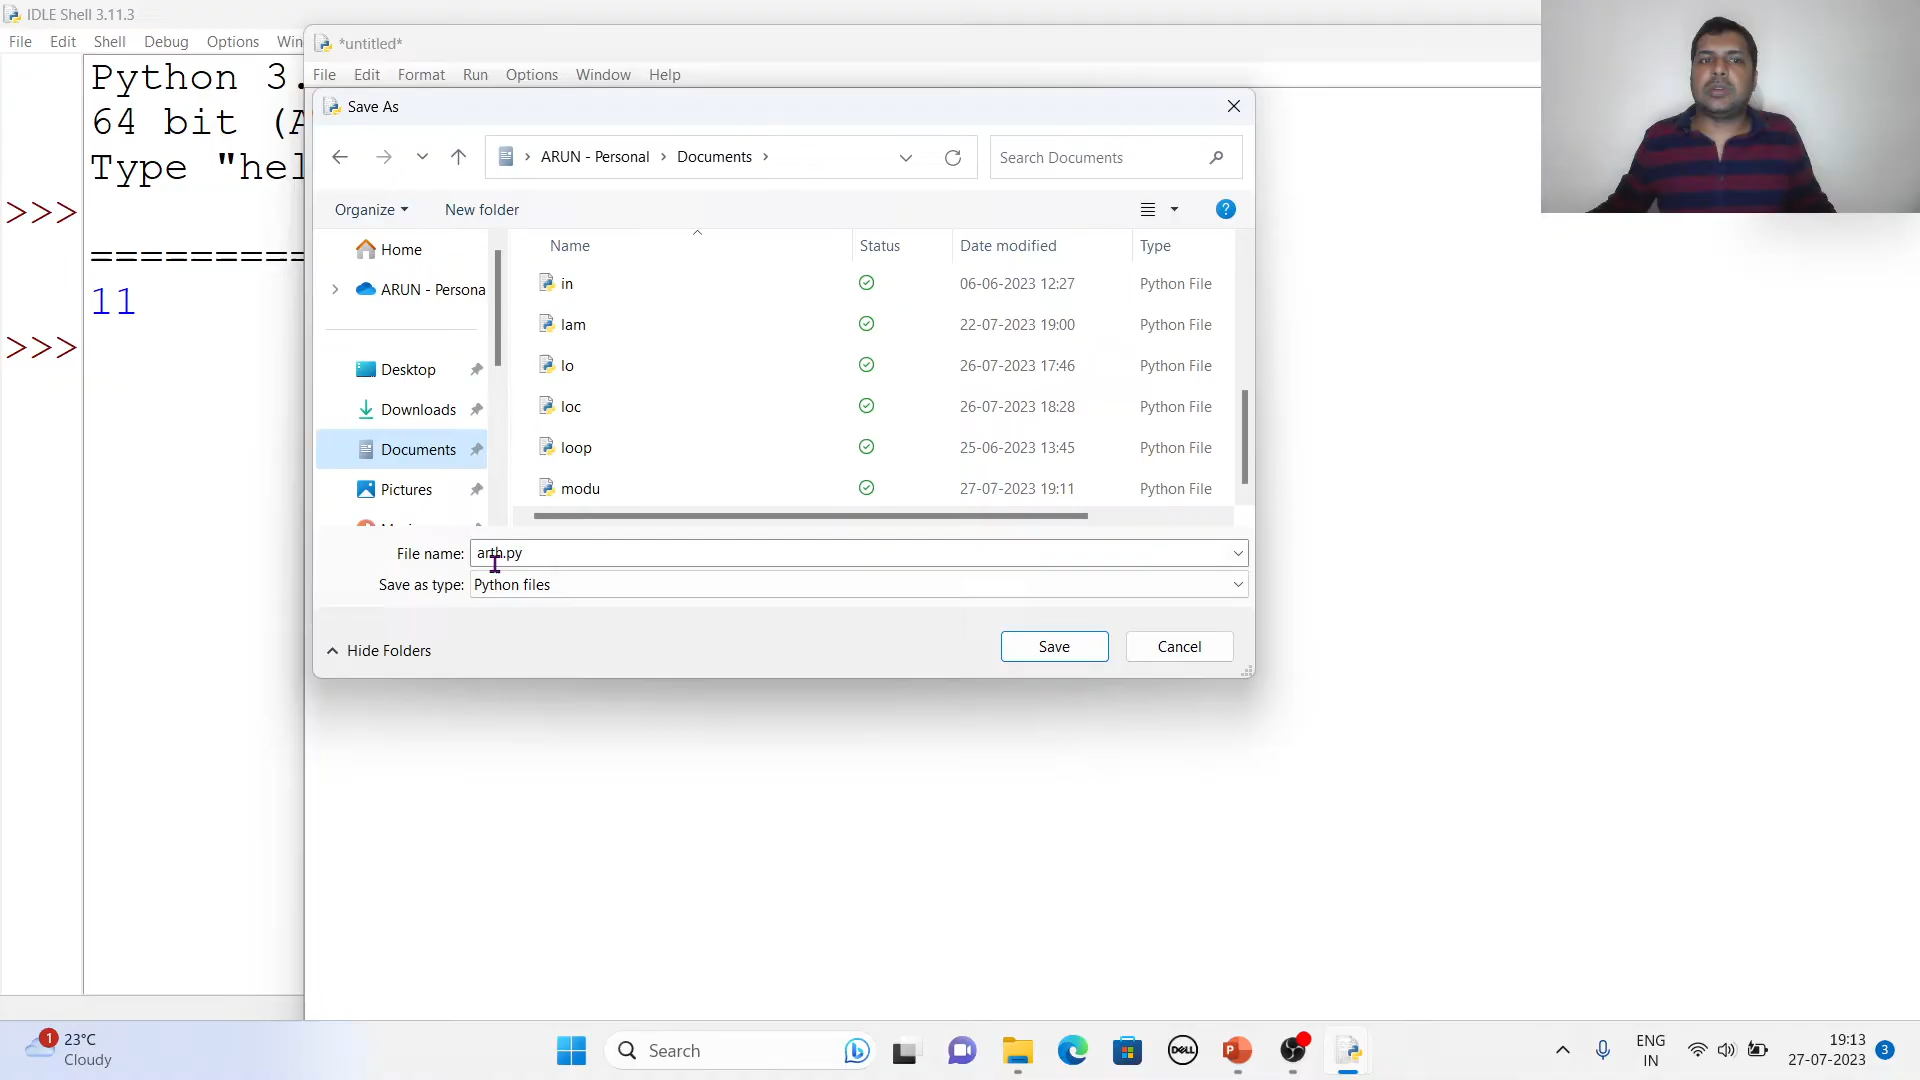 IDLE Shell 3.11.3
File Edit Shell Debug Options Win
Python 3.
64 bit (A
Type "hel
>>>
=========
11
>>>
*untitled*
File Edit Format Run Options Window Help
Save As
ARUN - Personal > Documents >
Search Documents
Organize New folder
Home
ARUN - Persona
Desktop
Downloads
Documents
Pictures
Name Status Date modified Type
in 06-06-2023 12:27 Python File
lam 22-07-2023 19:00 Python File
lo 26-07-2023 17:46 Python File
loc 26-07-2023 18:28 Python File
loop 25-06-2023 13:45 Python File
modu 27-07-2023 19:11 Python File
File name: arth.py
Save as type: Python files
Hide Folders
Save Cancel
1 23°C
Cloudy
Search
DELL
ENG
IN
19:13
27-07-2023
3